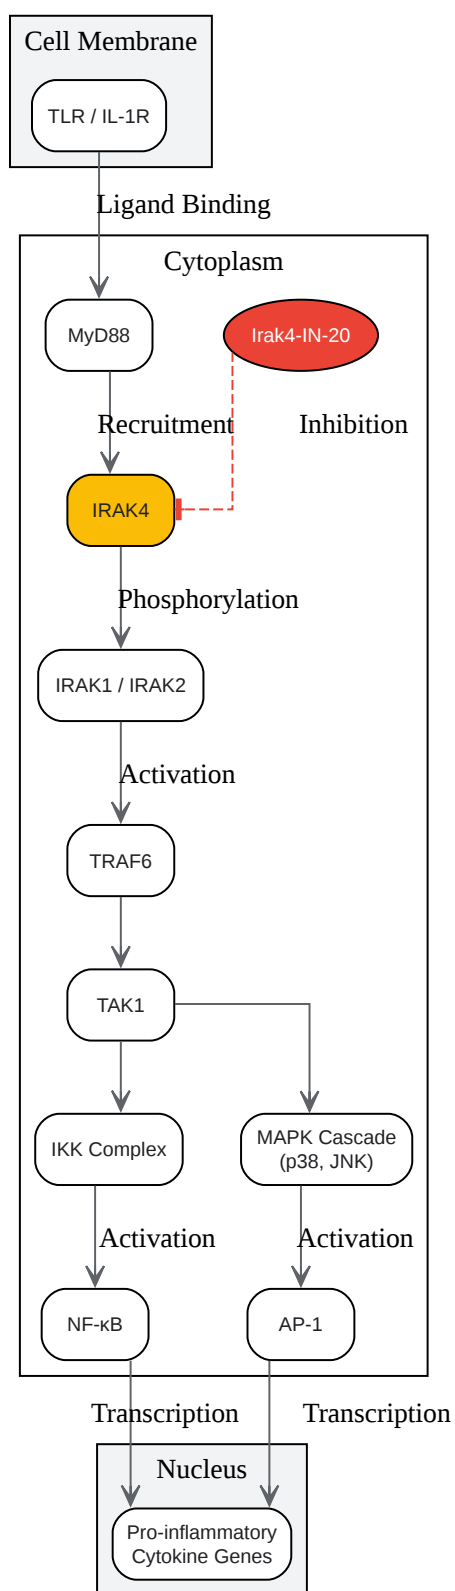 Cell Membrane
TLR / IL-1R
Ligand Binding
Cytoplasm
MyD88
Irak4-IN-20
Recruitment
Inhibition
IRAK4
Phosphorylation
IRAK1 / IRAK2
Activation
TRAF6
TAK1
IKK Complex
MAPK Cascade
(p38, JNK)
Activation
Activation
NF-κB
AP-1
Transcription
Transcription
Nucleus
Pro-inflammatory
Cytokine Genes